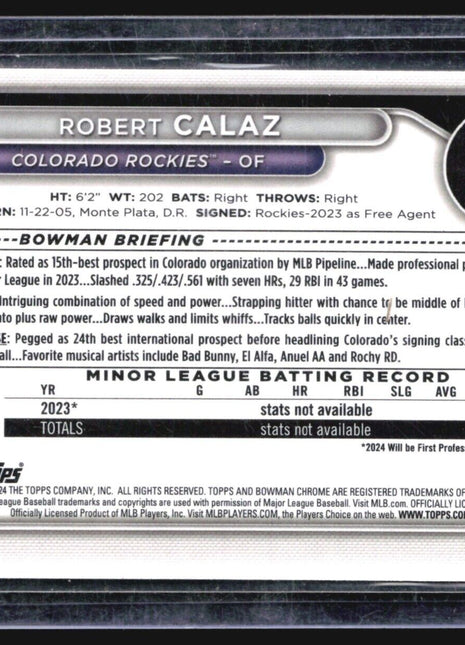 ROBERT CALAZ
COLORADO ROCKIES™ – OF
HT: 6'2" WT: 202 BATS: Right THROWS: Right
RN: 11-22-05, Monte Plata, D.R. SIGNED: Rockies-2023 as Free Agent
---BOWMAN BRIEFING
: Rated as 15th-best prospect in Colorado organization by MLB Pipeline...Made professional
League in 2023...Slashed .325/.423/.561 with seven HRs, 29 RBI in 43 games.
Intriguing combination of speed and power...Strapping hitter with chance to be middle of
into plus raw power...Draws walks and limits whiffs...Tracks balls quickly in center.
SE: Pegged as 24th best international prospect before headlining Colorado's signing clas
all...Favorite musical artists include Bad Bunny, El Alfa, Anuel AA and Rochy RD.
MINOR LEAGUE BATTING RECORD
YR G AB HR RBI SLG AVG
2023* stats not available
TOTALS stats not available
*2024 Will be First Profess
pps
24 THE TOPPS COMPANY, INC. ALL RIGHTS RESERVED. TOPPS AND BOWMAN CHROME ARE REGISTERED TRADEMARKS OF
eague Baseball trademarks and copyrights are used with permission of Major League Baseball. Visit MLB.com. OFFICIALLY LI
Officially Licensed Product of MLB Players, Inc. Visit MLBPLAYERS.COM, the Players Choice on the web. WWW.TOPPS.CO